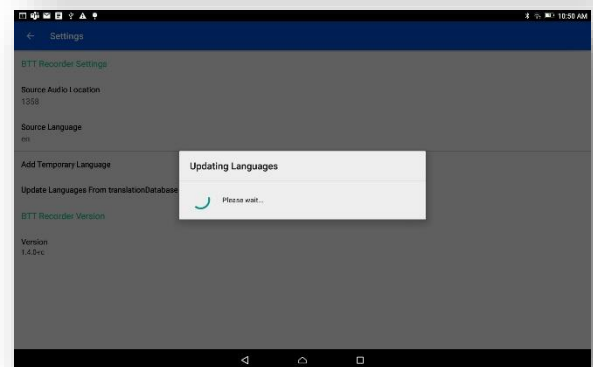 10:58 AM
Settings
BTT Recorder Settings
Source Audio Location
1358
Source Language
en
Add Temporary Language
Update Languages From translationDatabase
BTT Recorder Version
Version
1.4.0+c
Updating Languages
Please wait...